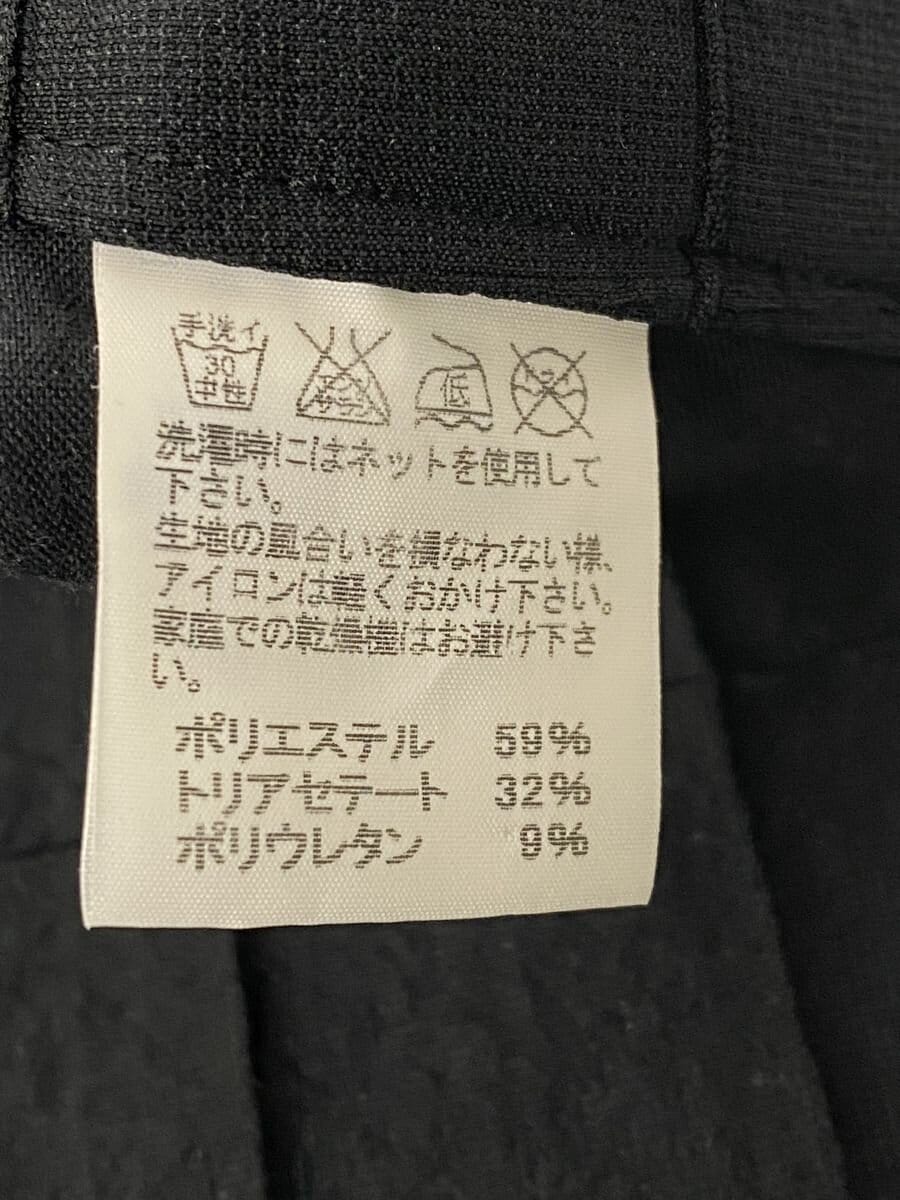 手洗イ
30
中性
低
洗濯時にはネットを使用して
下さい。
生地の風合いを損なわない様、
アイロンは軽くおかけ下さい。
家庭での乾燥機はお避け下さ
い。
ポリエステル 59%
トリアセテート 32%
ポリウレタン 9%